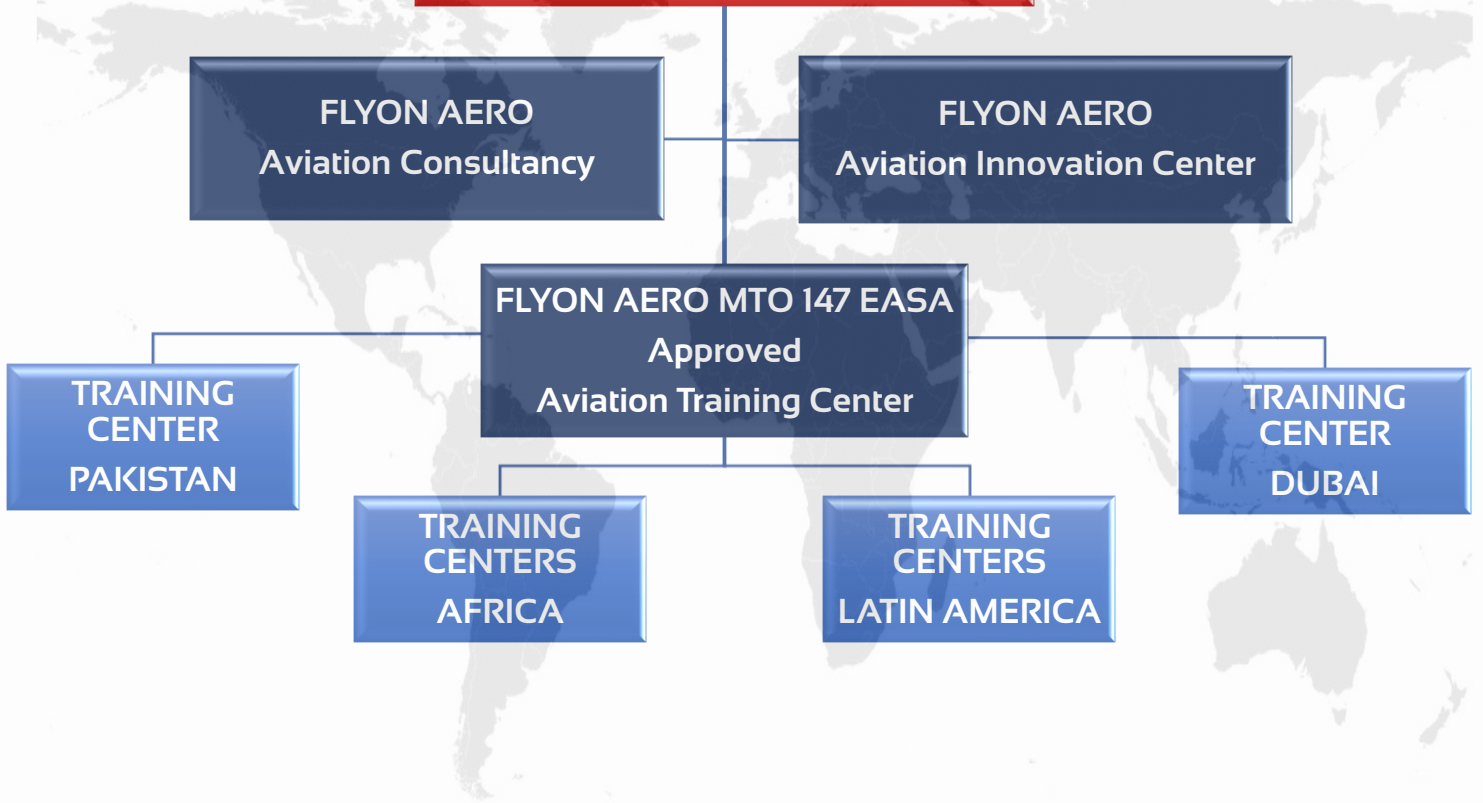 FLYON AERO
Aviation Consultancy
FLYON AERO
Aviation Innovation Center
FLYON AERO MTO 147 EASA
Approved
Aviation Training Center
TRAINING
CENTER
PAKISTAN
TRAINING
CENTER
DUBAI
TRAINING
CENTERS
AFRICA
TRAINING
CENTERS
LATIN AMERICA